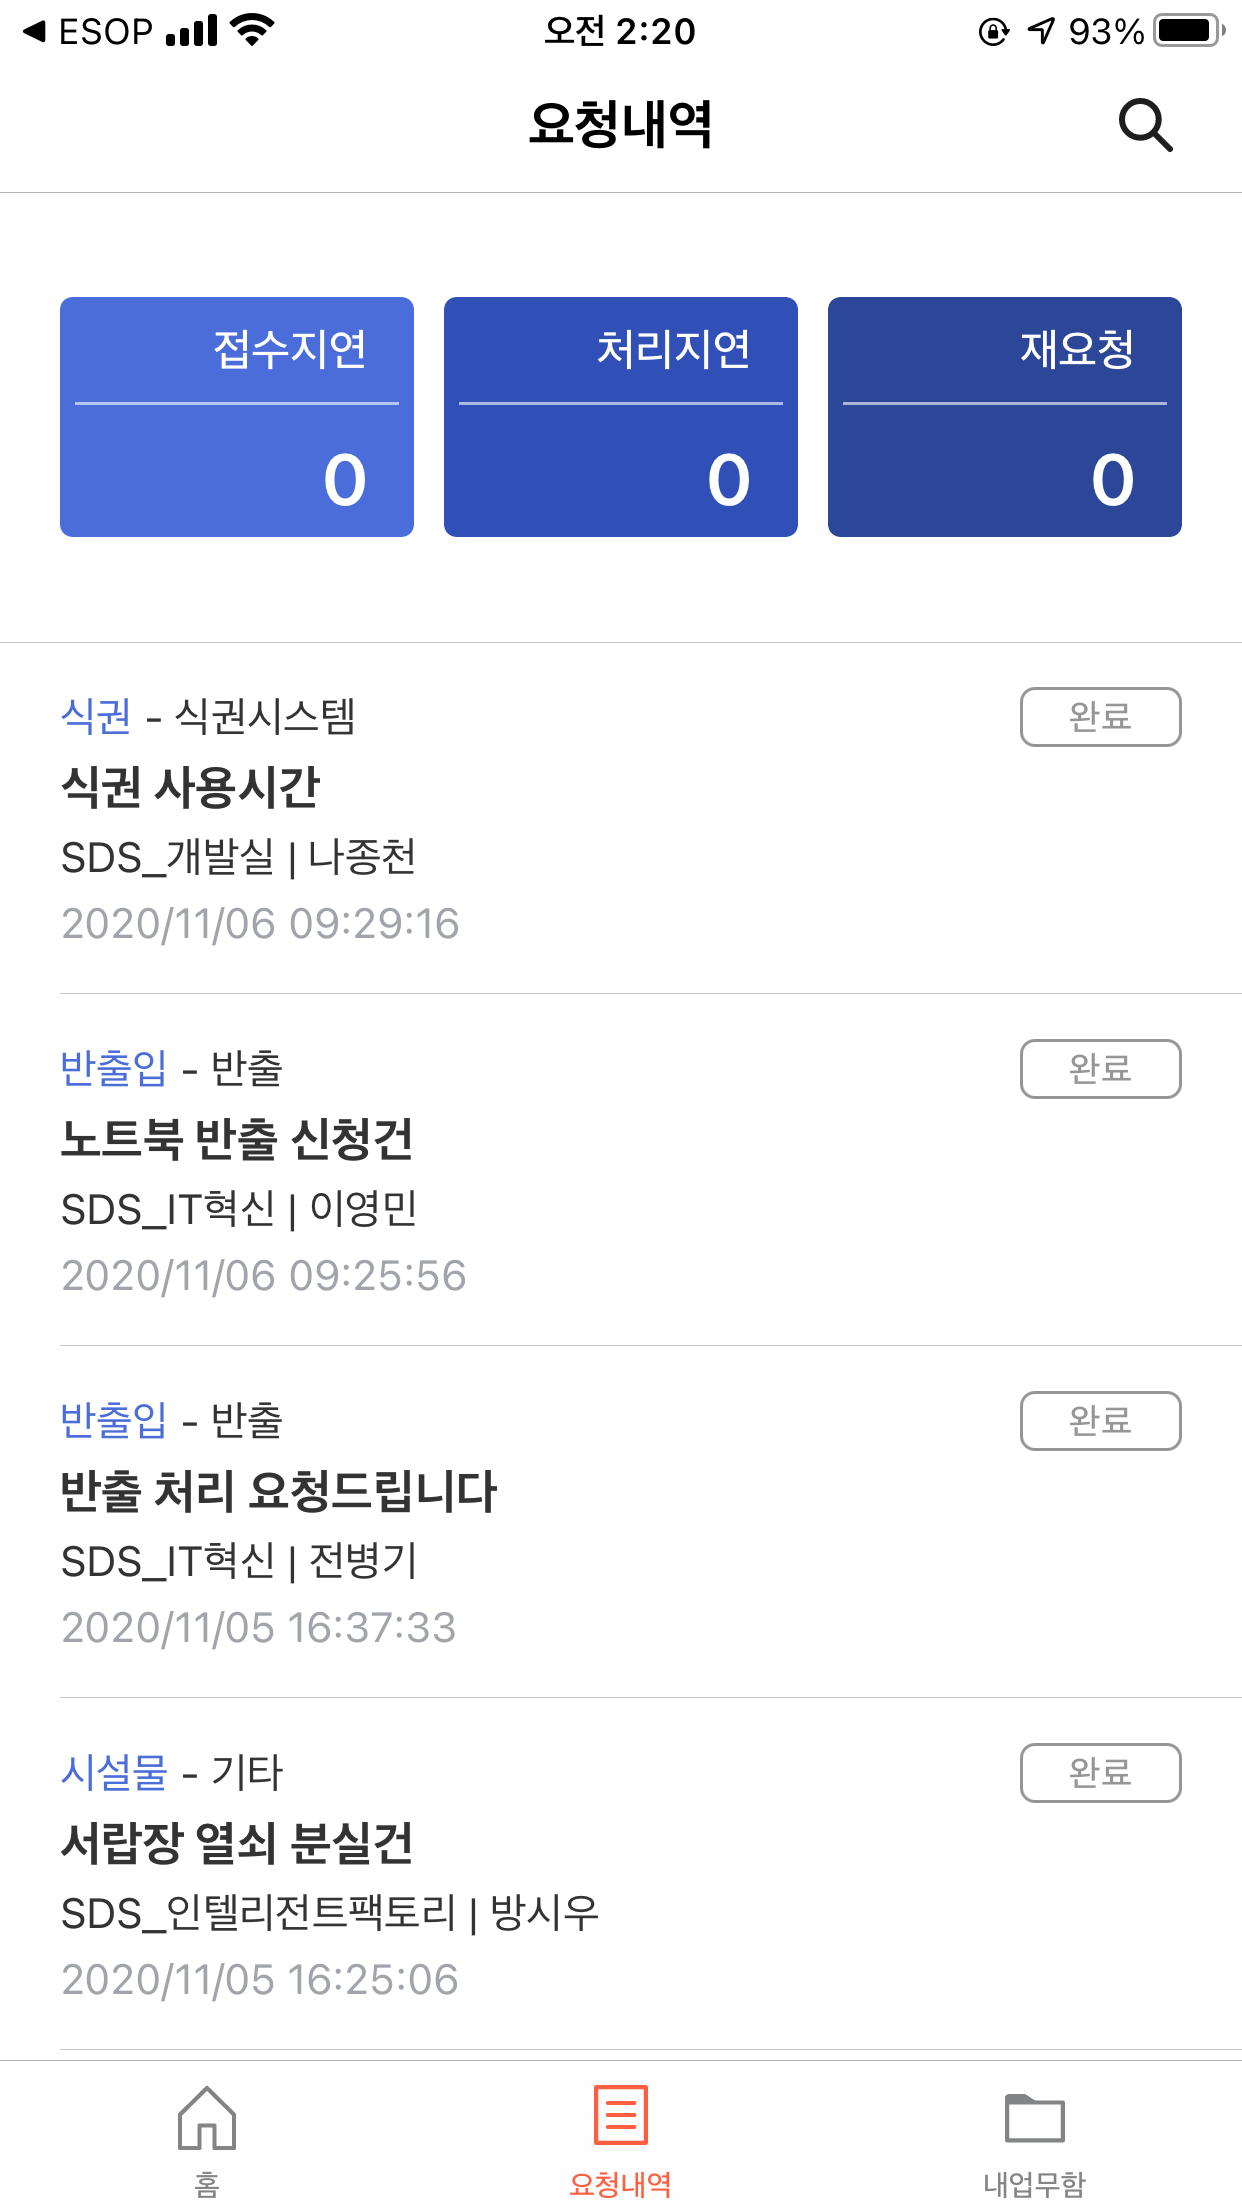 ESOP 오전 2:20 93%
요청내역
접수지연 처리지연 재요청
0 0 0
식권 - 식권시스템 완료
식권 사용시간
SDS_개발실 | 나종천
2020/11/06 09:29:16
반출입 - 반출 완료
노트북 반출 신청건
SDS_IT혁신 | 이영민
2020/11/06 09:25:56
반출입 - 반출 완료
반출 처리 요청드립니다
SDS_IT혁신 | 전병기
2020/11/05 16:37:33
시설물 - 기타 완료
서랍장 열쇠 분실건
SDS_인텔리전트팩토리 | 방시우
2020/11/05 16:25:06
홈 요청내역 내업무함